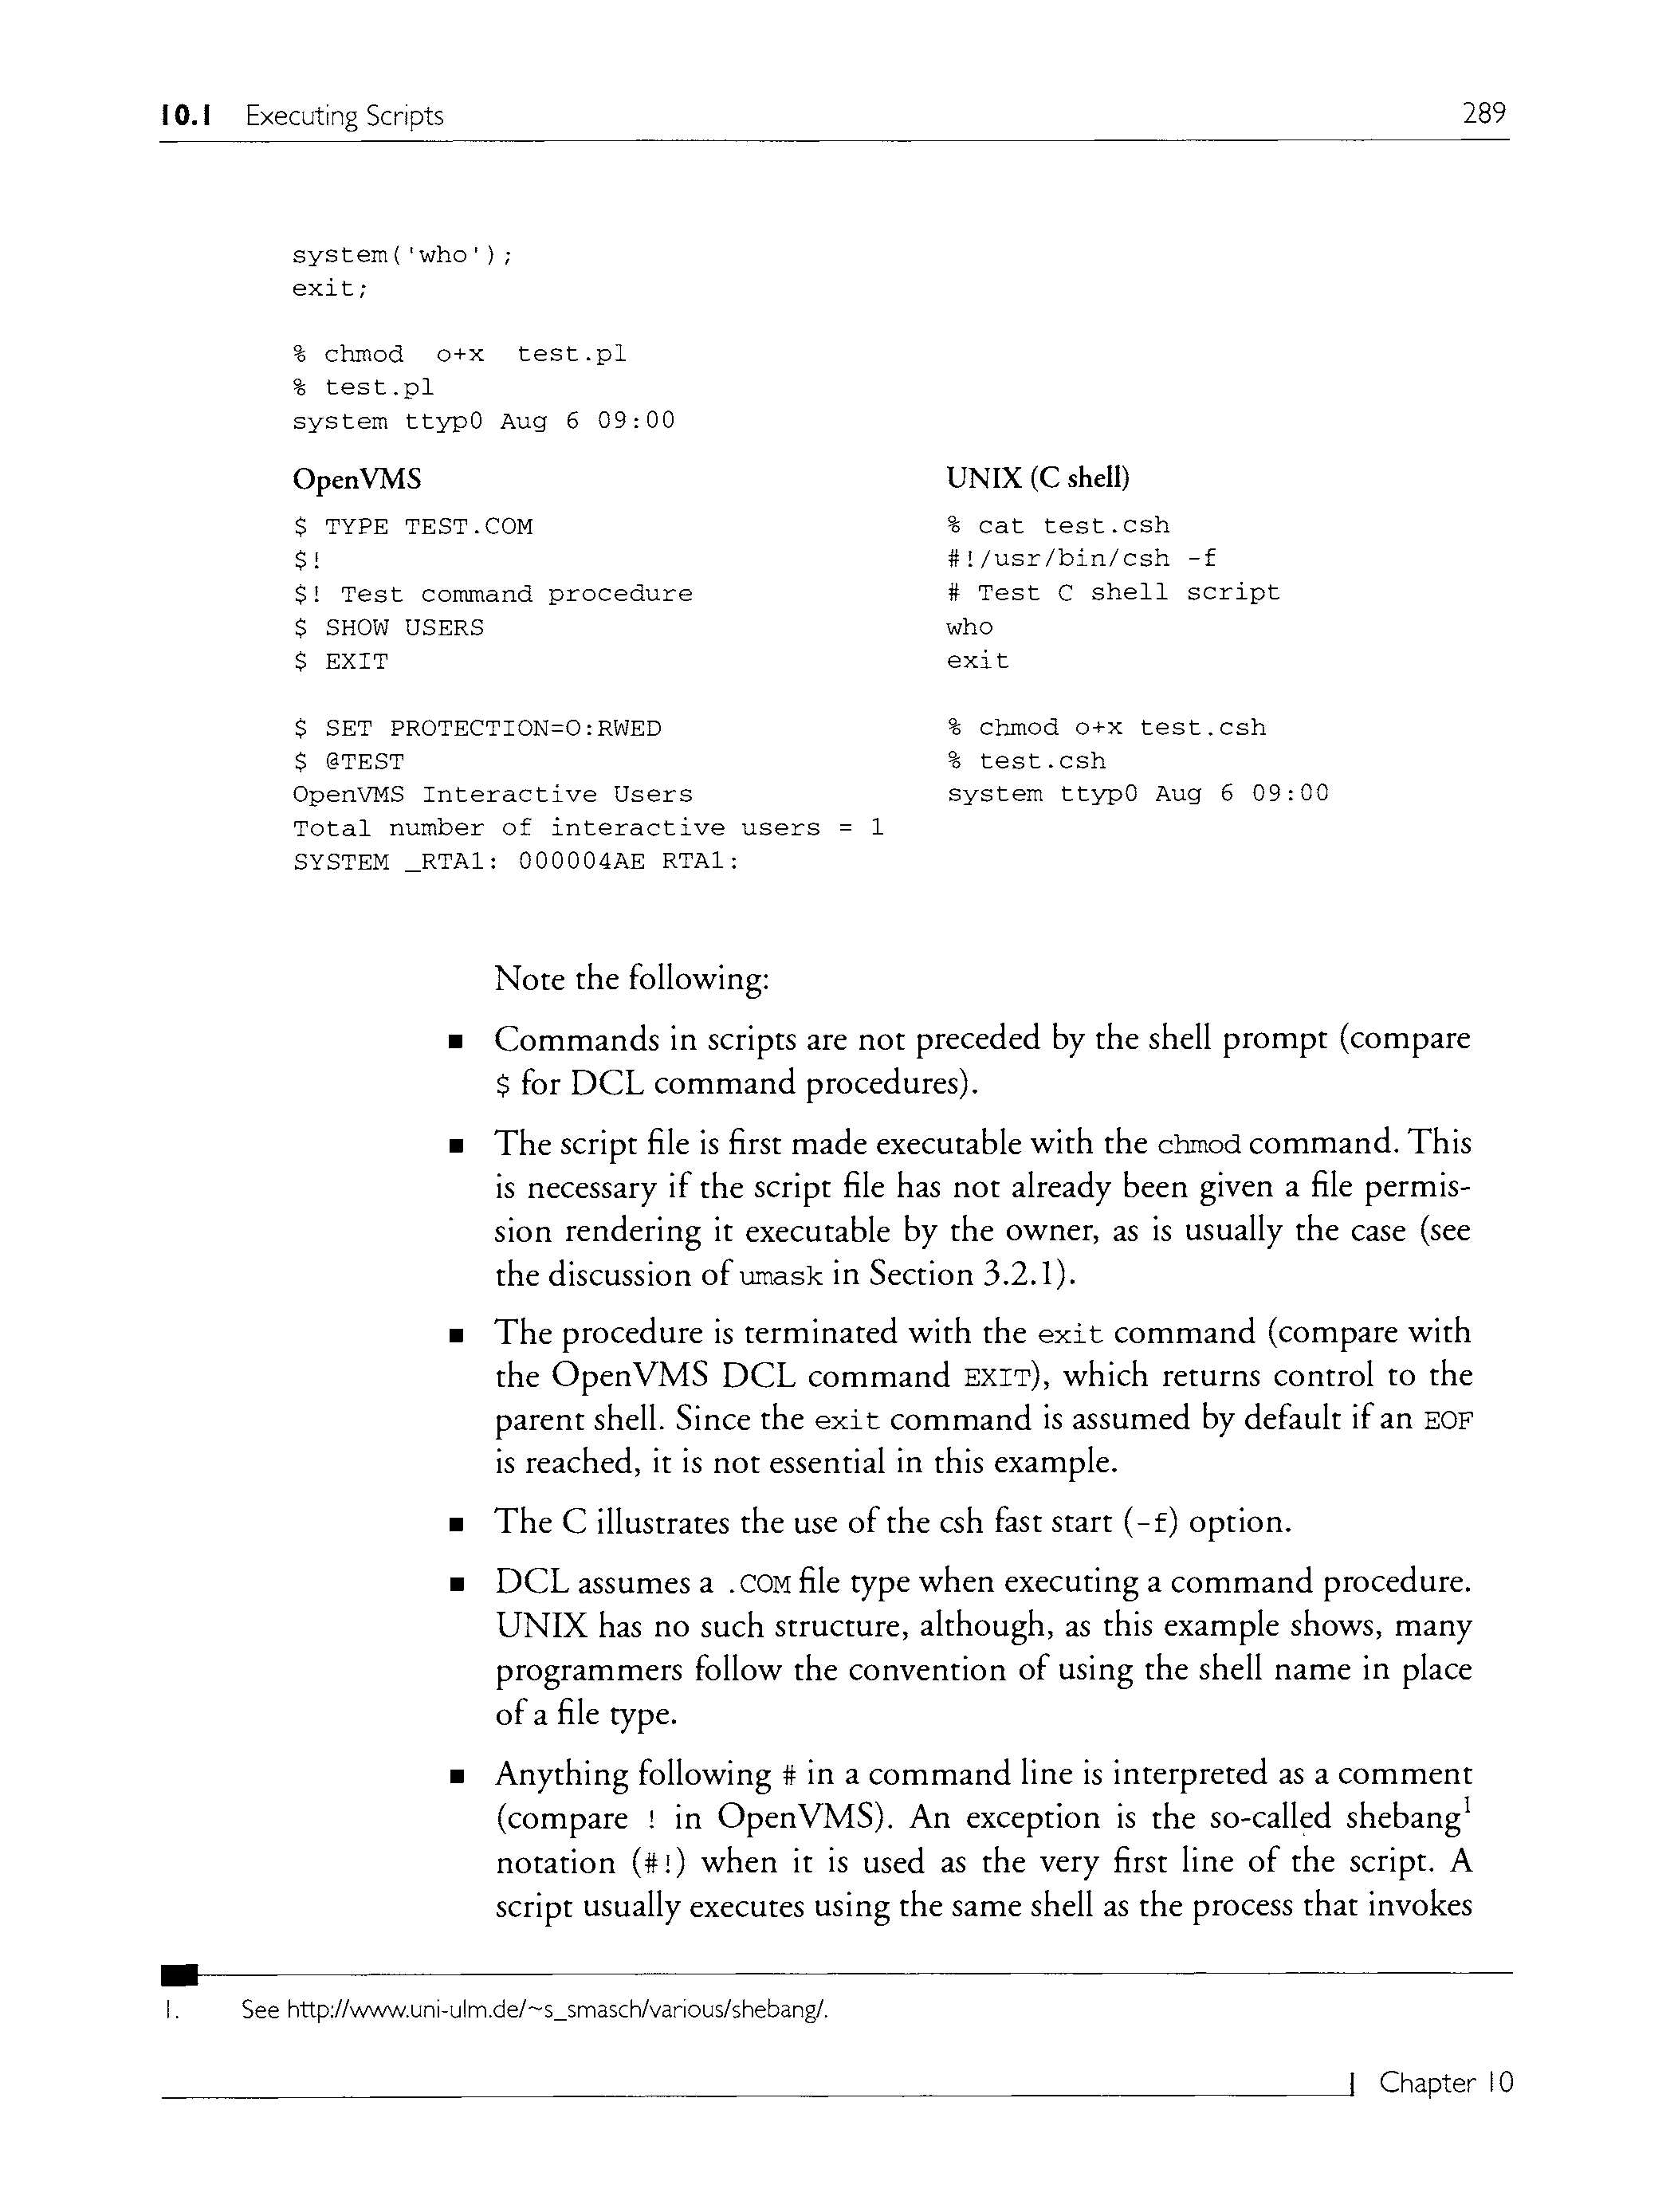 10.1 Executing Scripts 289
system('who');
exit;
% chmod o+x test.pl
% test.pl
system ttyp0 Aug 6 09:00
OpenVMS
$ TYPE TEST.COM
$!
$! Test command procedure
$ SHOW USERS
$ EXIT
$ SET PROTECTION=O:RWED
$ @TEST
OpenVMS Interactive Users
Total number of interactive users = 1
SYSTEM _RTA1: 000004AE RTA1:
UNIX (C shell)
% cat test.csh
#!/usr/bin/csh -f
# Test C shell script
who
exit
% chmod o+x test.csh
% test.csh
system ttyp0 Aug 6 09:00
Note the following:
■ Commands in scripts are not preceded by the shell prompt (compare
$ for DCL command procedures).
■ The script file is first made executable with the chmod command. This
is necessary if the script file has not already been given a file permis-
sion rendering it executable by the owner, as is usually the case (see
the discussion of umask in Section 3.2.1).
■ The procedure is terminated with the exit command (compare with
the OpenVMS DCL command EXIT), which returns control to the
parent shell. Since the exit command is assumed by default if an EOF
is reached, it is not essential in this example.
■ The C illustrates the use of the csh fast start (-f) option.
■ DCL assumes a .COM file type when executing a command procedure.
UNIX has no such structure, although, as this example shows, many
programmers follow the convention of using the shell name in place
of a file type.
■ Anything following # in a command line is interpreted as a comment
(compare ! in OpenVMS). An exception is the so-called shebang1
notation (#!) when it is used as the very first line of the script. A
script usually executes using the same shell as the process that invokes
1. See http://www.uni-ulm.de/~s_smasch/various/shebang/.
Chapter 10